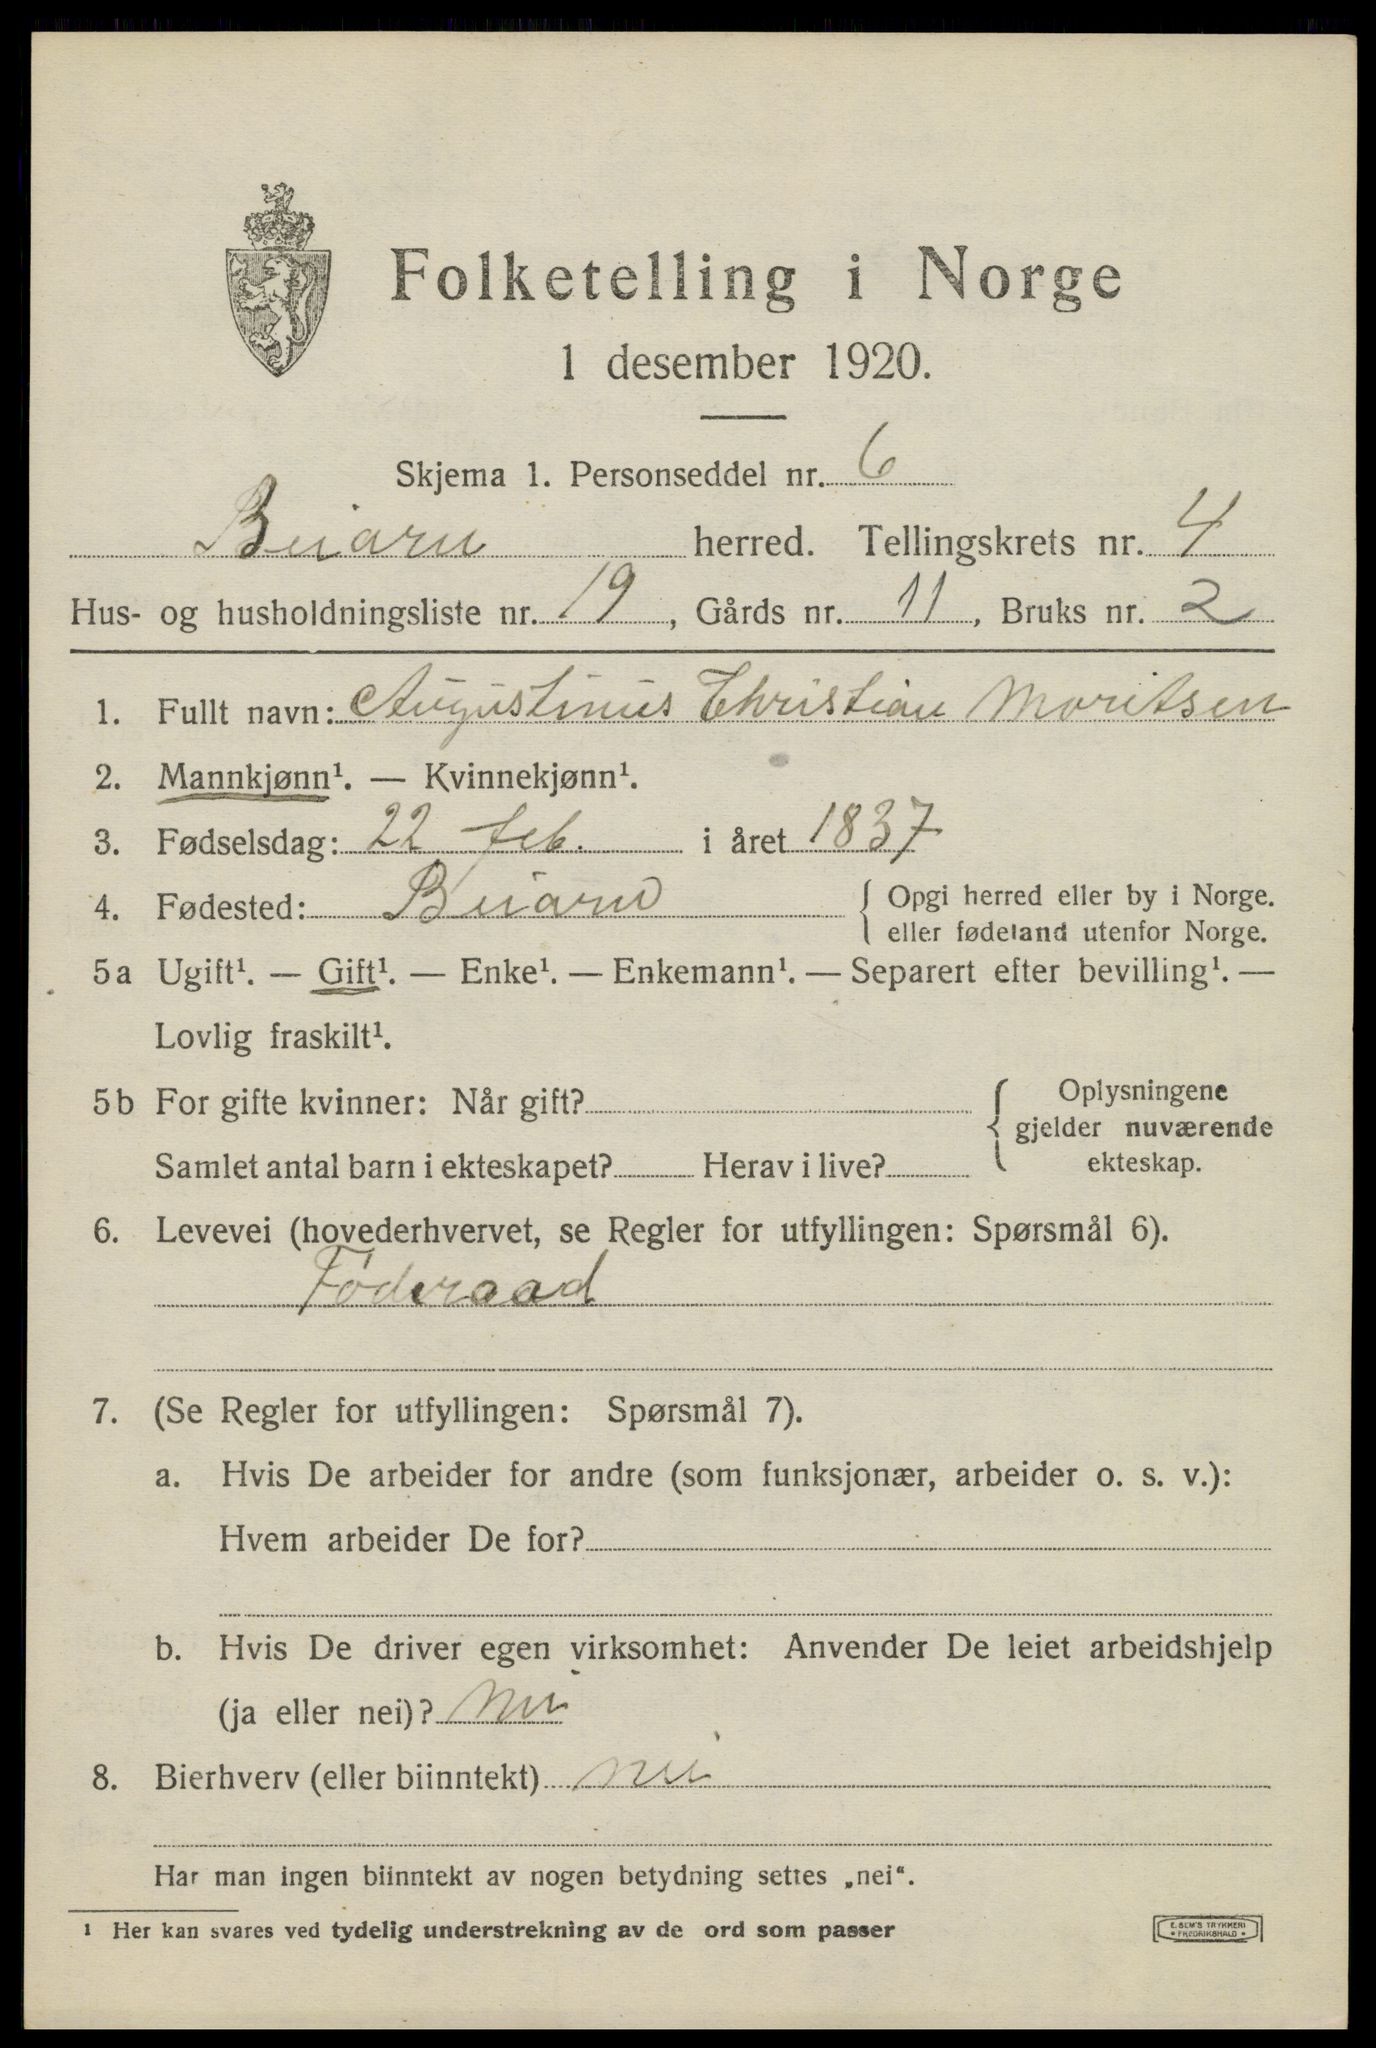 Folketelling i Norge
1 desember 1920.
Skjema 1. Personseddel nr. 6
Beiarn herred. Tellingskrets nr. 4
Hus- og husholdningsliste nr. 19, Gårds nr. 11, Bruks nr. 2
1. Fullt navn: Augustinus Christian Moritsen
2. Mannkjønn¹. — Kvinnekjønn¹.
3. Fødselsdag: 22 feb. i året 1837
4. Fødested: Beiarn { Opgi herred eller by i Norge.
eller fødeland utenfor Norge.
5a Ugift¹. — Gift¹. — Enke¹. — Enkemann¹. — Separert efter bevilling¹. —
Lovlig fraskilt¹.
5b For gifte kvinner: Når gift? { Oplysningene
gjelder nuværende
Samlet antal barn i ekteskapet? Herav i live? ekteskap.
6. Levevei (hovederhvervet, se Regler for utfyllingen: Spørsmål 6).
Föderaad
7. (Se Regler for utfyllingen: Spørsmål 7).
a. Hvis De arbeider for andre (som funksjonær, arbeider o. s. v.):
Hvem arbeider De for?
b. Hvis De driver egen virksomhet: Anvender De leiet arbeidshjelp
(ja eller nei)? Nei
8. Bierhverv (eller biinntekt) nei
Har man ingen biinntekt av nogen betydning settes „nei“.
¹ Her kan svares ved tydelig understrekning av de ord som passer
E. SEM'S TRYKKERI
• FREDRIKSHALD •